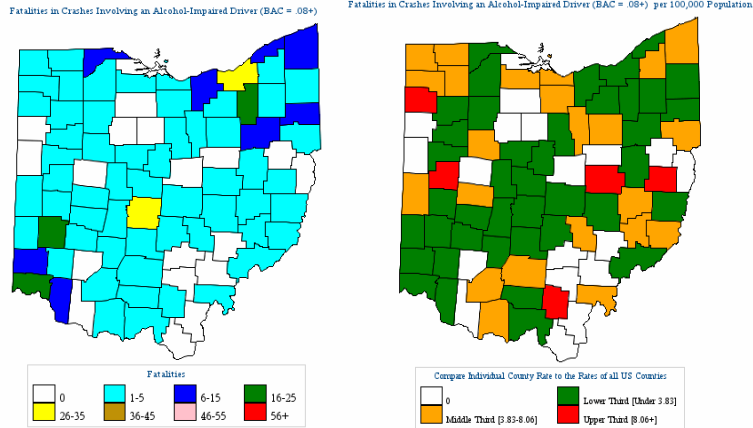 Fatalities in Crashes Involving an Alcohol-Impaired Driver (BAC = .08+)
Fatalities in Crashes Involving an Alcohol-Impaired Driver (BAC = .08+) per 100,000 Population
Fatalities
0 1-5 6-15 16-25
26-35 36-45 46-55 56+
Compare Individual County Rate to the Rates of all US Counties
0 Lower Third [Under 3.83]
Middle Third [3.83-8.06] Upper Third [8.06+]